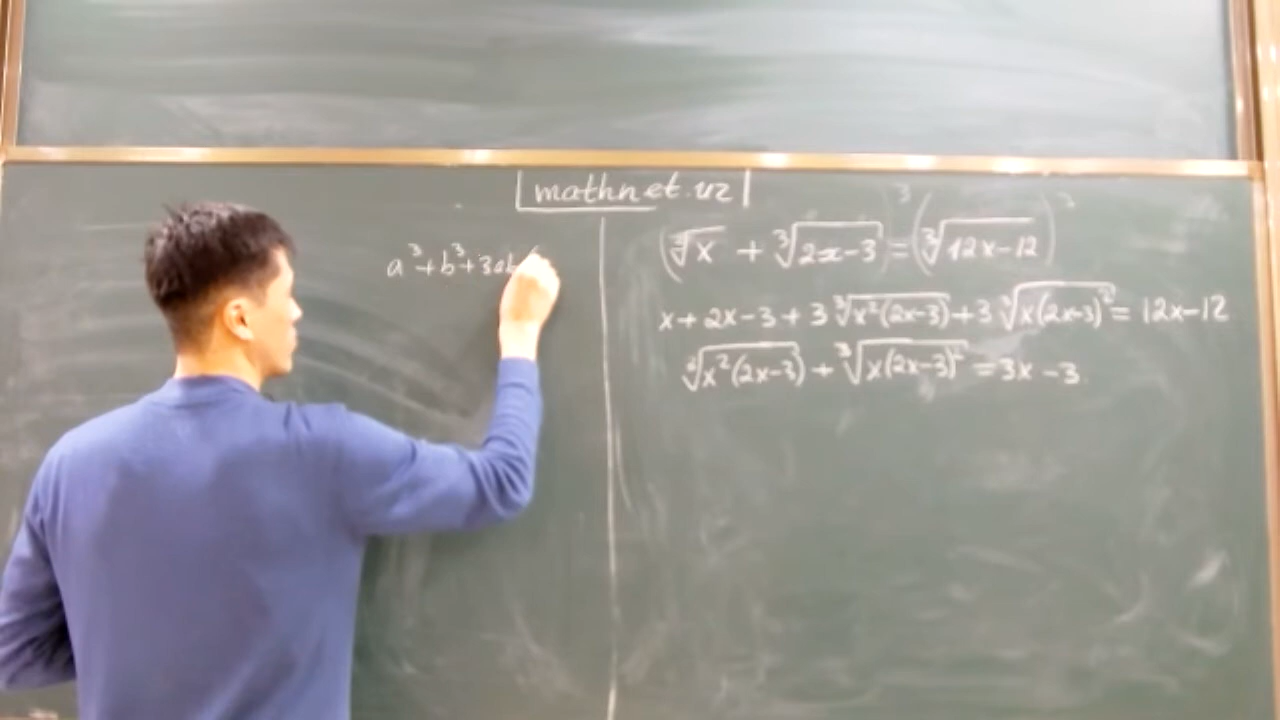 mathnet.uz
a³+b³+3ab(
(∛x + ∛(2x-3))³ = (∛(12x-12))³
x + 2x - 3 + 3∛(x²(2x-3)) + 3∛(x(2x-3)²) = 12x-12
∛(x²(2x-3)) + ∛(x(2x-3)²) = 3x - 3